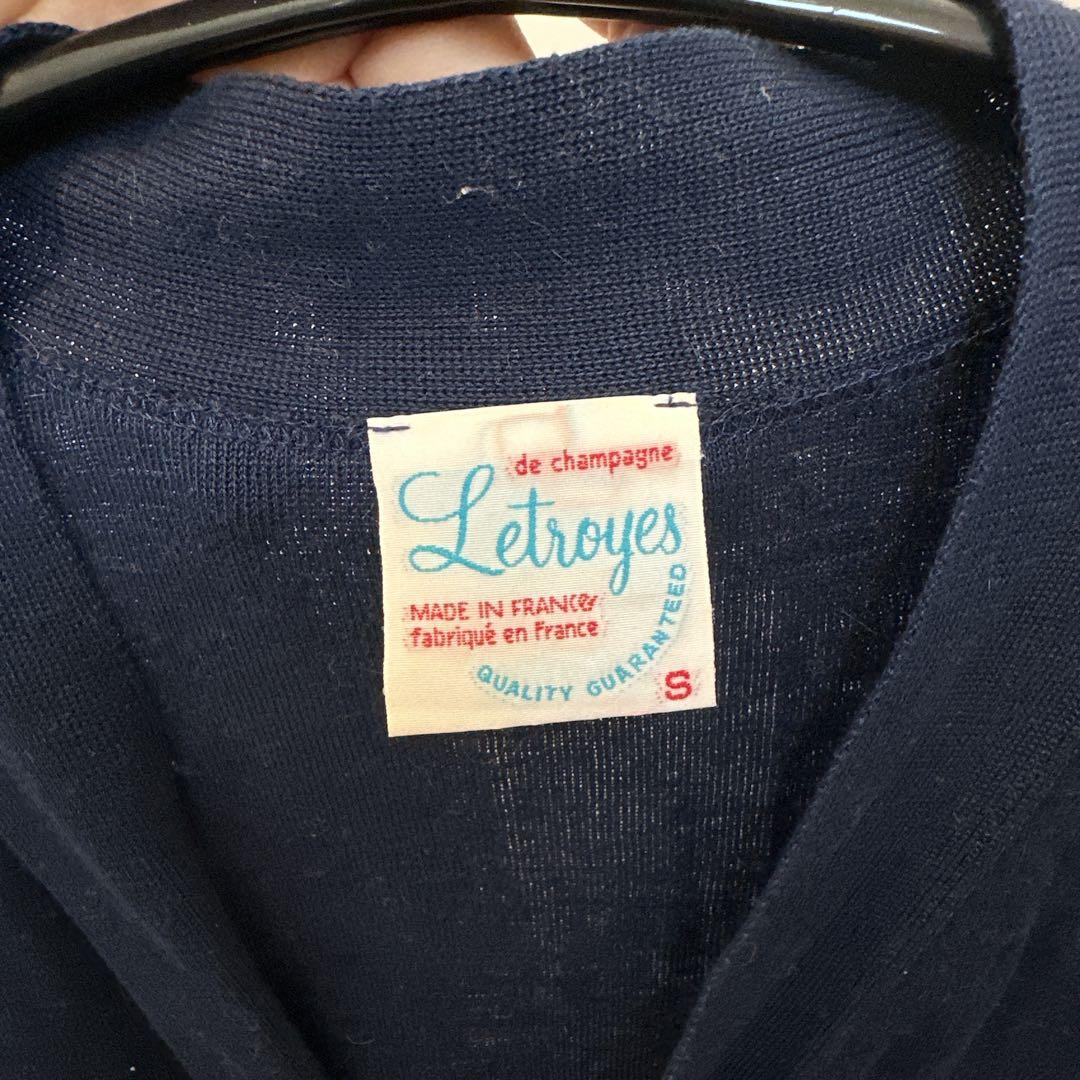 de champagne
Letroyes
MADE IN FRANCE
fabriqué en France
QUALITY GUARANTEED
S